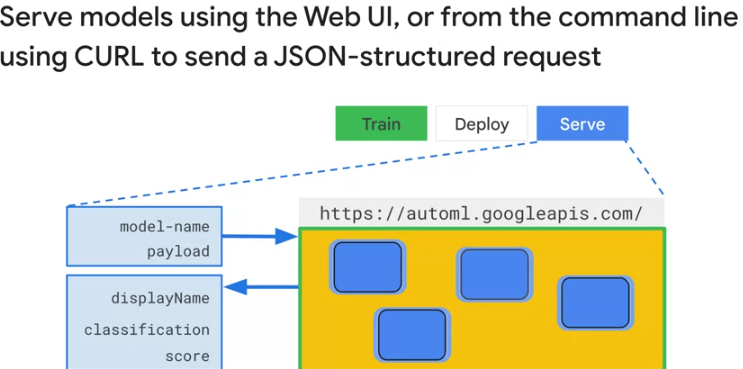 Serve models using the Web UI, or from the command line
using CURL to send a JSON-structured request
Train
Deploy
Serve
https://automl.googleapis.com/
model-name
payload
displayName
classification
score